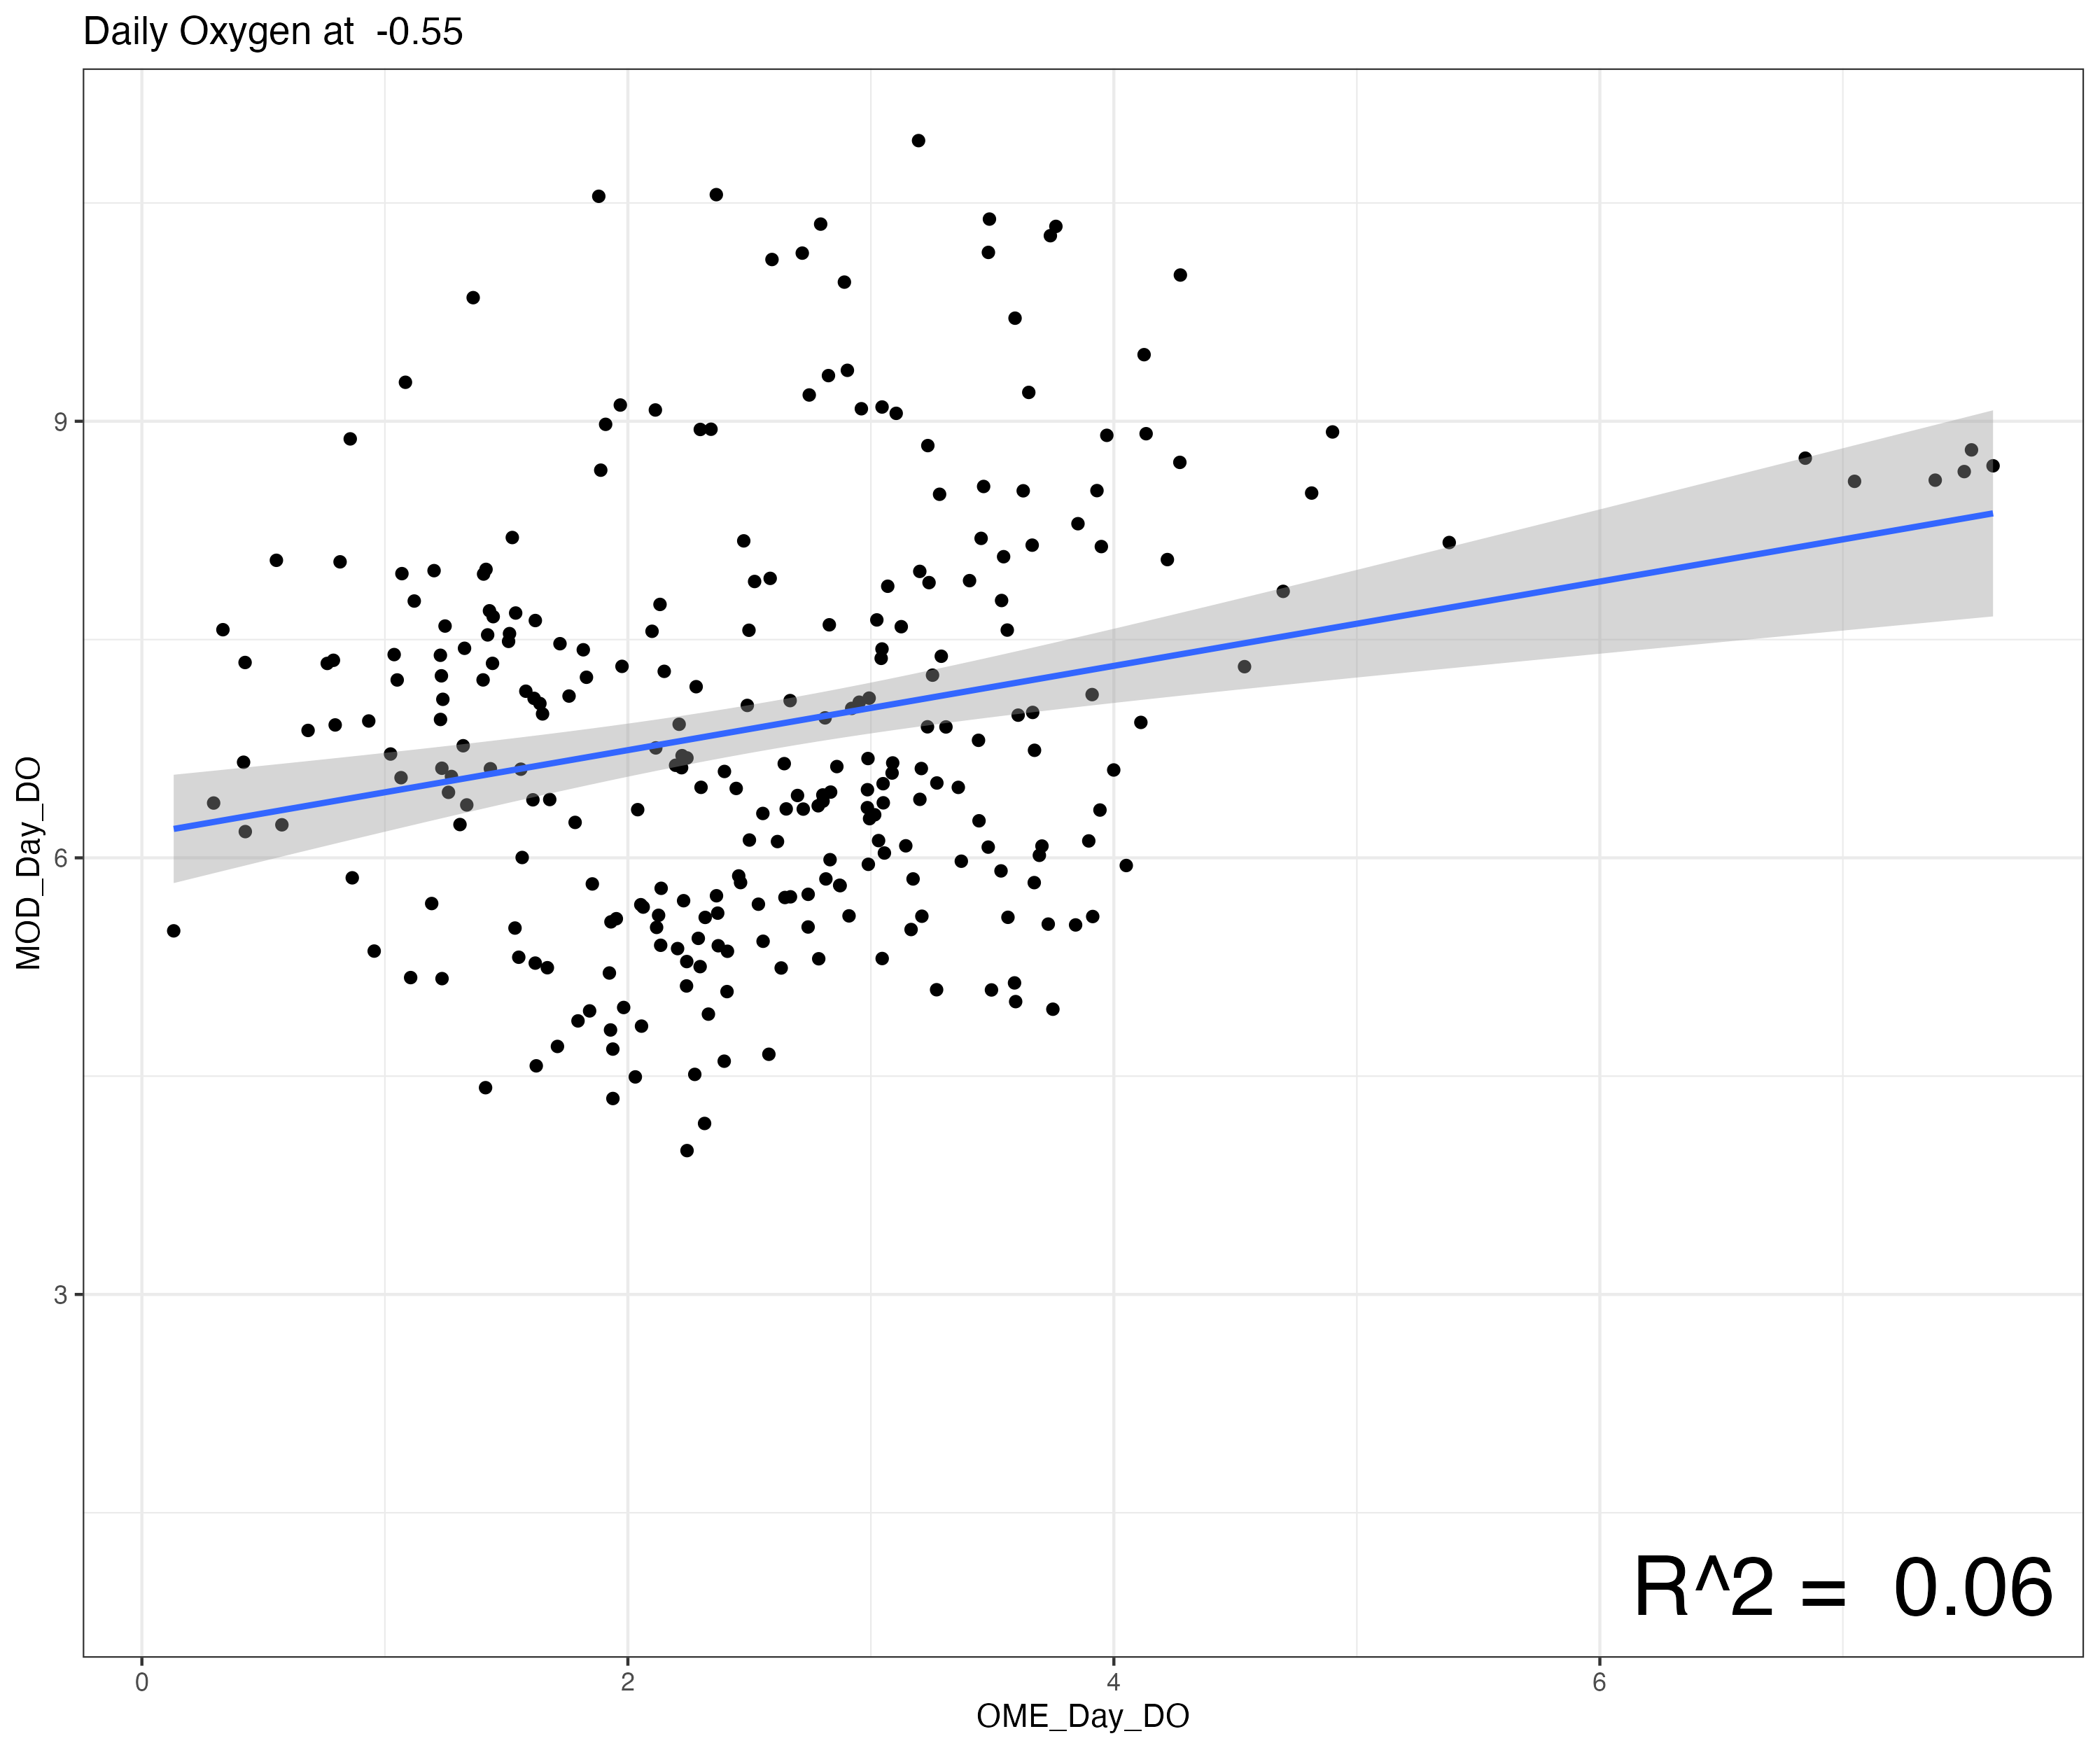 Daily Oxygen at  -0.55
MOD_Day_DO
9
6
3
R^2 =  0.06
0 2 4 6
OME_Day_DO